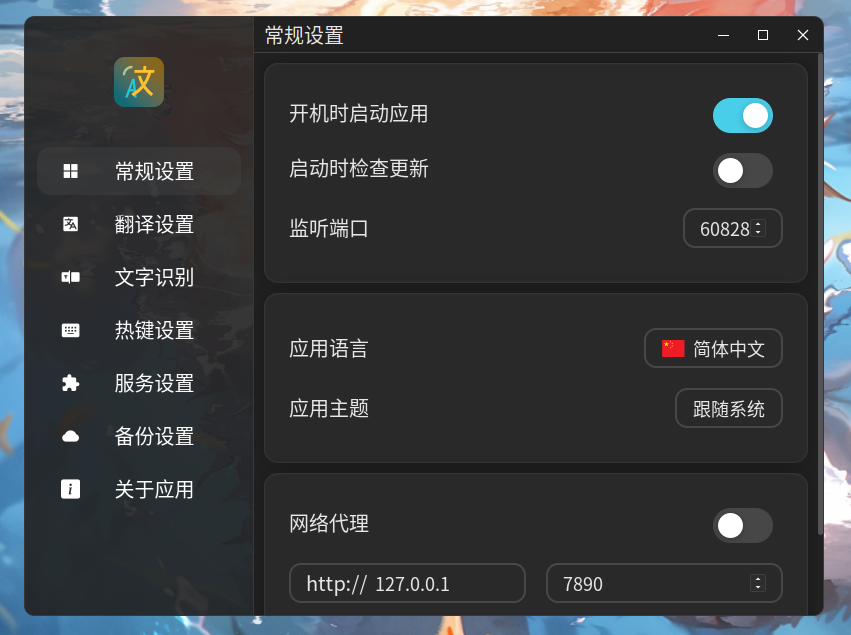 文
A
常规设置
翻译设置
文字识别
热键设置
服务设置
备份设置
关于应用
常规设置
开机时启动应用
启动时检查更新
监听端口 60828
应用语言 简体中文
应用主题 跟随系统
网络代理
http:// 127.0.0.1 7890